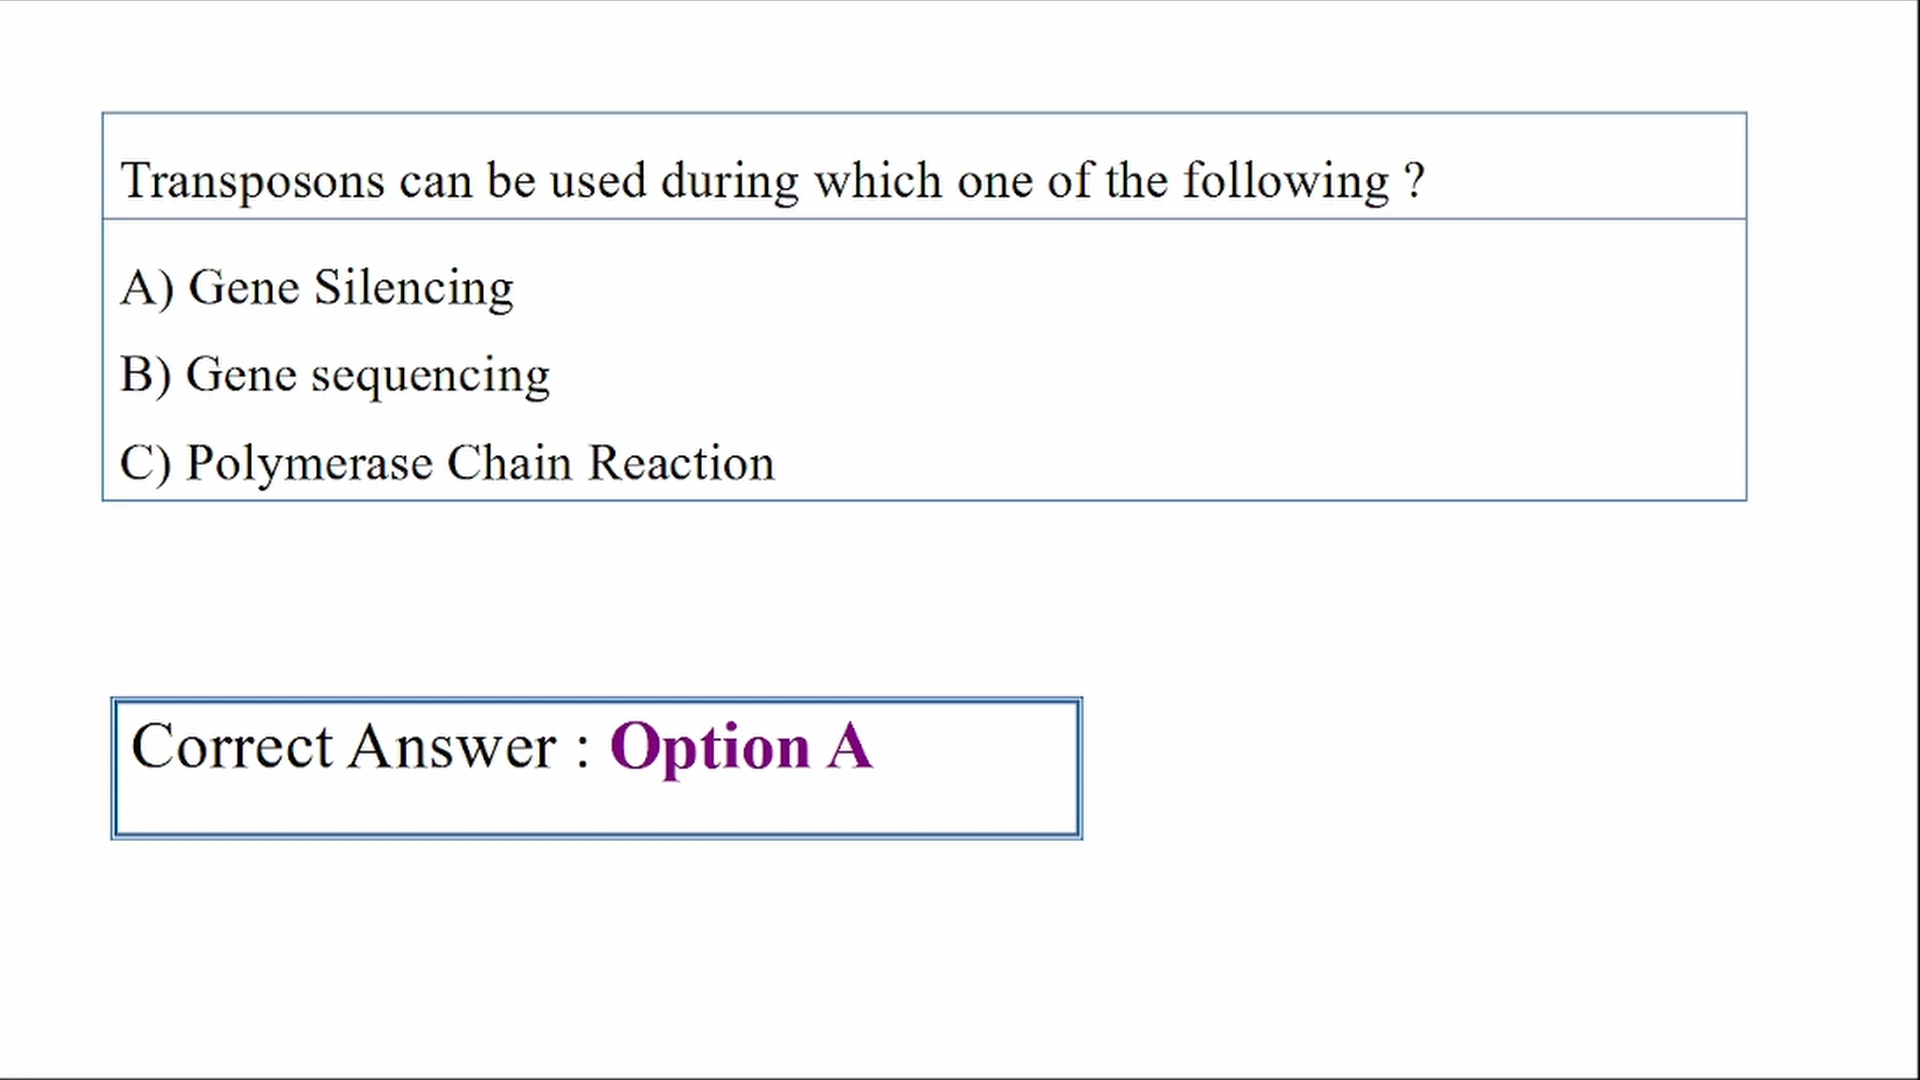 Transposons can be used during which one of the following ?
A) Gene Silencing
B) Gene sequencing
C) Polymerase Chain Reaction
Correct Answer : Option A